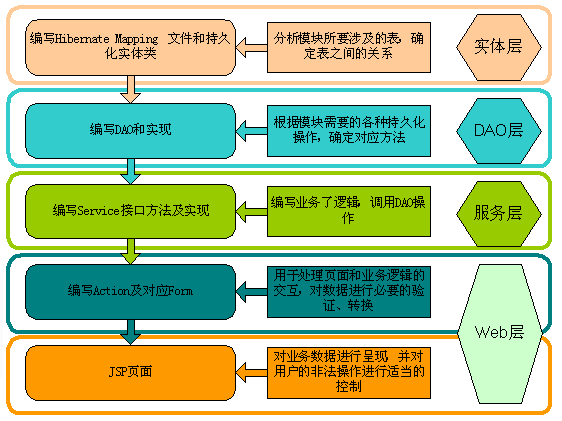 编写Hibernate Mapping 文件和持久
化实体类
分析模块所要涉及的表，确
定表之间的关系
实体层
编写DAO和实现
根据模块需要的各种持久化
操作，确定对应方法
DAO层
编写Service接口方法及实现
编写业务了逻辑，调用DAO操
作
服务层
编写Action及对应Form
用于处理页面和业务逻辑的
交互，对数据进行必要的验
证、转换
Web层
JSP页面
对业务数据进行呈现，并对
用户的非法操作进行适当的
控制